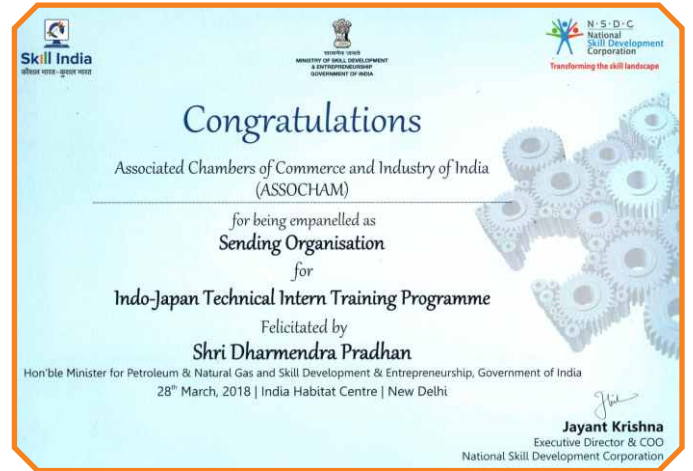 Skill India
कौशल भारत - कुशल भारत
सत्यमेव जयते
MINISTRY OF SKILL DEVELOPMENT
& ENTREPRENEURSHIP
GOVERNMENT OF INDIA
N·S·D·C
National
Skill Development
Corporation
Transforming the skill landscape
Congratulations
Associated Chambers of Commerce and Industry of India
(ASSOCHAM)
for being empanelled as
Sending Organisation
for
Indo-Japan Technical Intern Training Programme
Felicitated by
Shri Dharmendra Pradhan
Hon'ble Minister for Petroleum & Natural Gas and Skill Development & Entrepreneurship, Government of India
28th March, 2018 | India Habitat Centre | New Delhi
Jayant Krishna
Executive Director & COO
National Skill Development Corporation